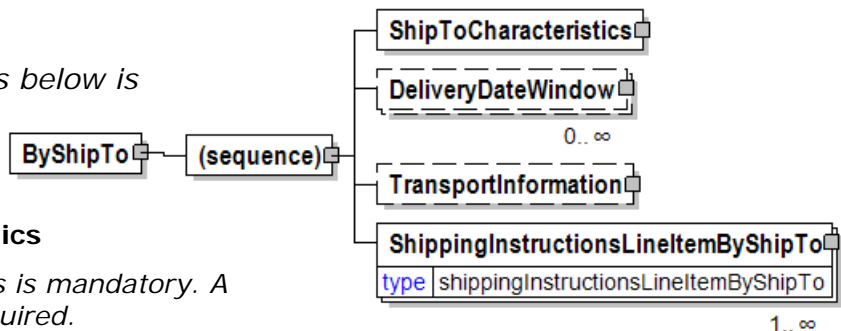 ShipToCharacteristics
s below is
DeliveryDateWindow
0.. ∞
ByShipTo
(sequence)
TransportInformation
ics
ShippingInstructionsLineItemByShipTo
s is mandatory. A
type shippingInstructionsLineItemByShipTo
uired.
1.. ∞